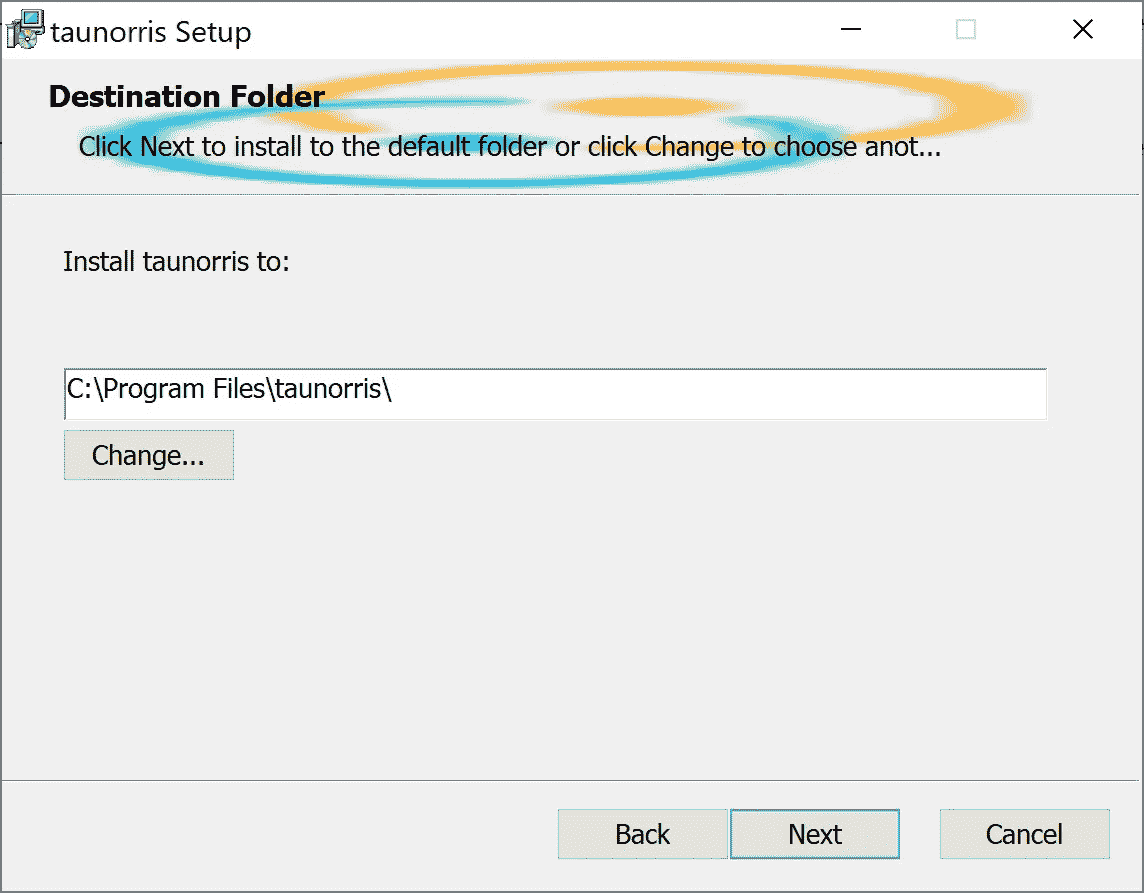 taunorris Setup
Destination Folder
Click Next to install to the default folder or click Change to choose anot...
Install taunorris to:
C:\Program Files\taunorris\
Change...
Back
Next
Cancel